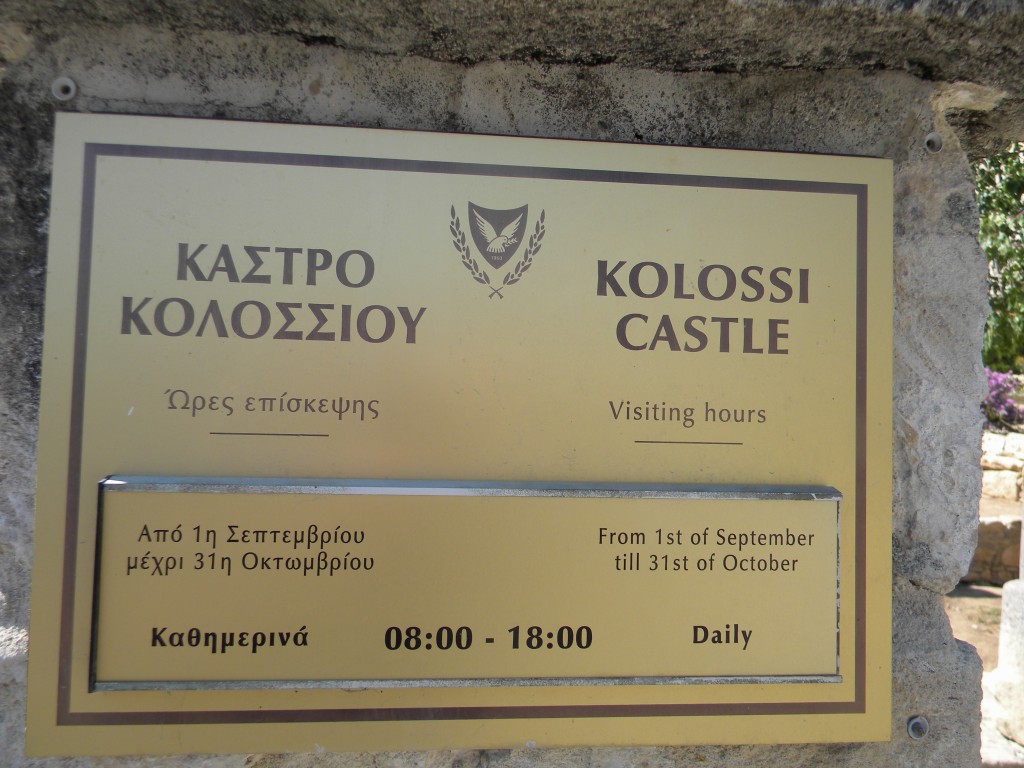 ΚΑΣΤΡΟ
ΚΟΛΟΣΣΙΟΥ
Ώρες επίσκεψης
KOLOSSI
CASTLE
Visiting hours
Από 1η Σεπτεμβρίου
μέχρι 31η Οκτωμβρίου
From 1st of September
till 31st of October
Καθημερινά 08:00 - 18:00 Daily